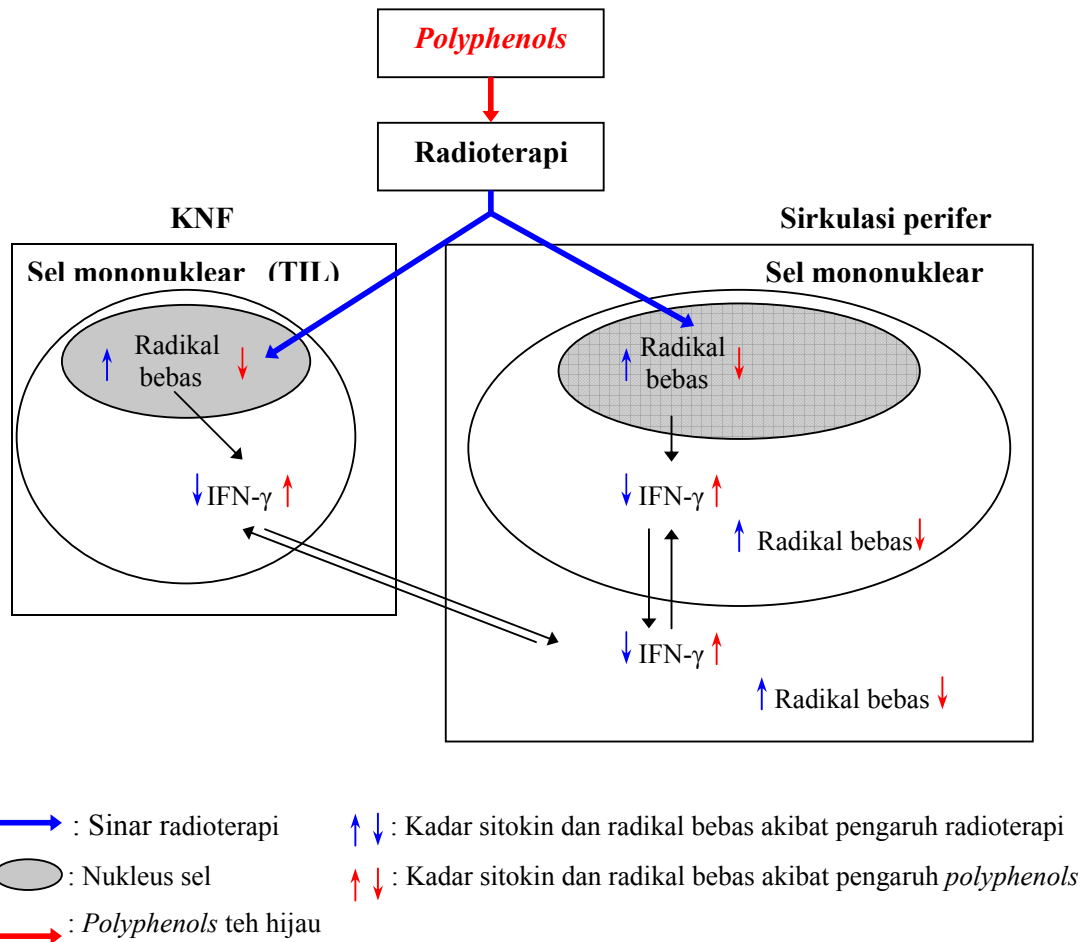 Polyphenols
Radioterapi
KNF
Sirkulasi perifer
Sel mononuklear (TIL)
Sel mononuklear
↑ Radikal ↓
bebas
↑ Radikal ↓
bebas
↓ IFN-γ ↑
↓ IFN-γ ↑
↑ Radikal bebas ↓
↓ IFN-γ ↑
↑ Radikal bebas ↓
: Sinar radioterapi
↑ ↓ : Kadar sitokin dan radikal bebas akibat pengaruh radioterapi
: Nukleus sel
↑ ↓ : Kadar sitokin dan radikal bebas akibat pengaruh polyphenols
: Polyphenols teh hijau